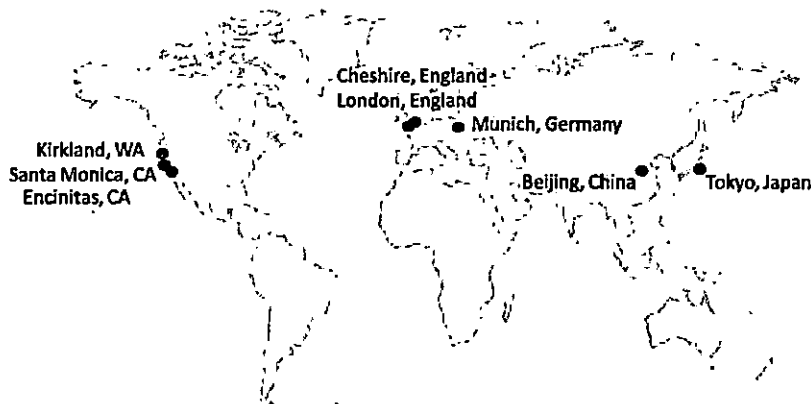 Cheshire, England
London, England
Munich, Germany
Kirkland, WA
Santa Monica, CA
Encinitas, CA
Beijing, China
Tokyo, Japan